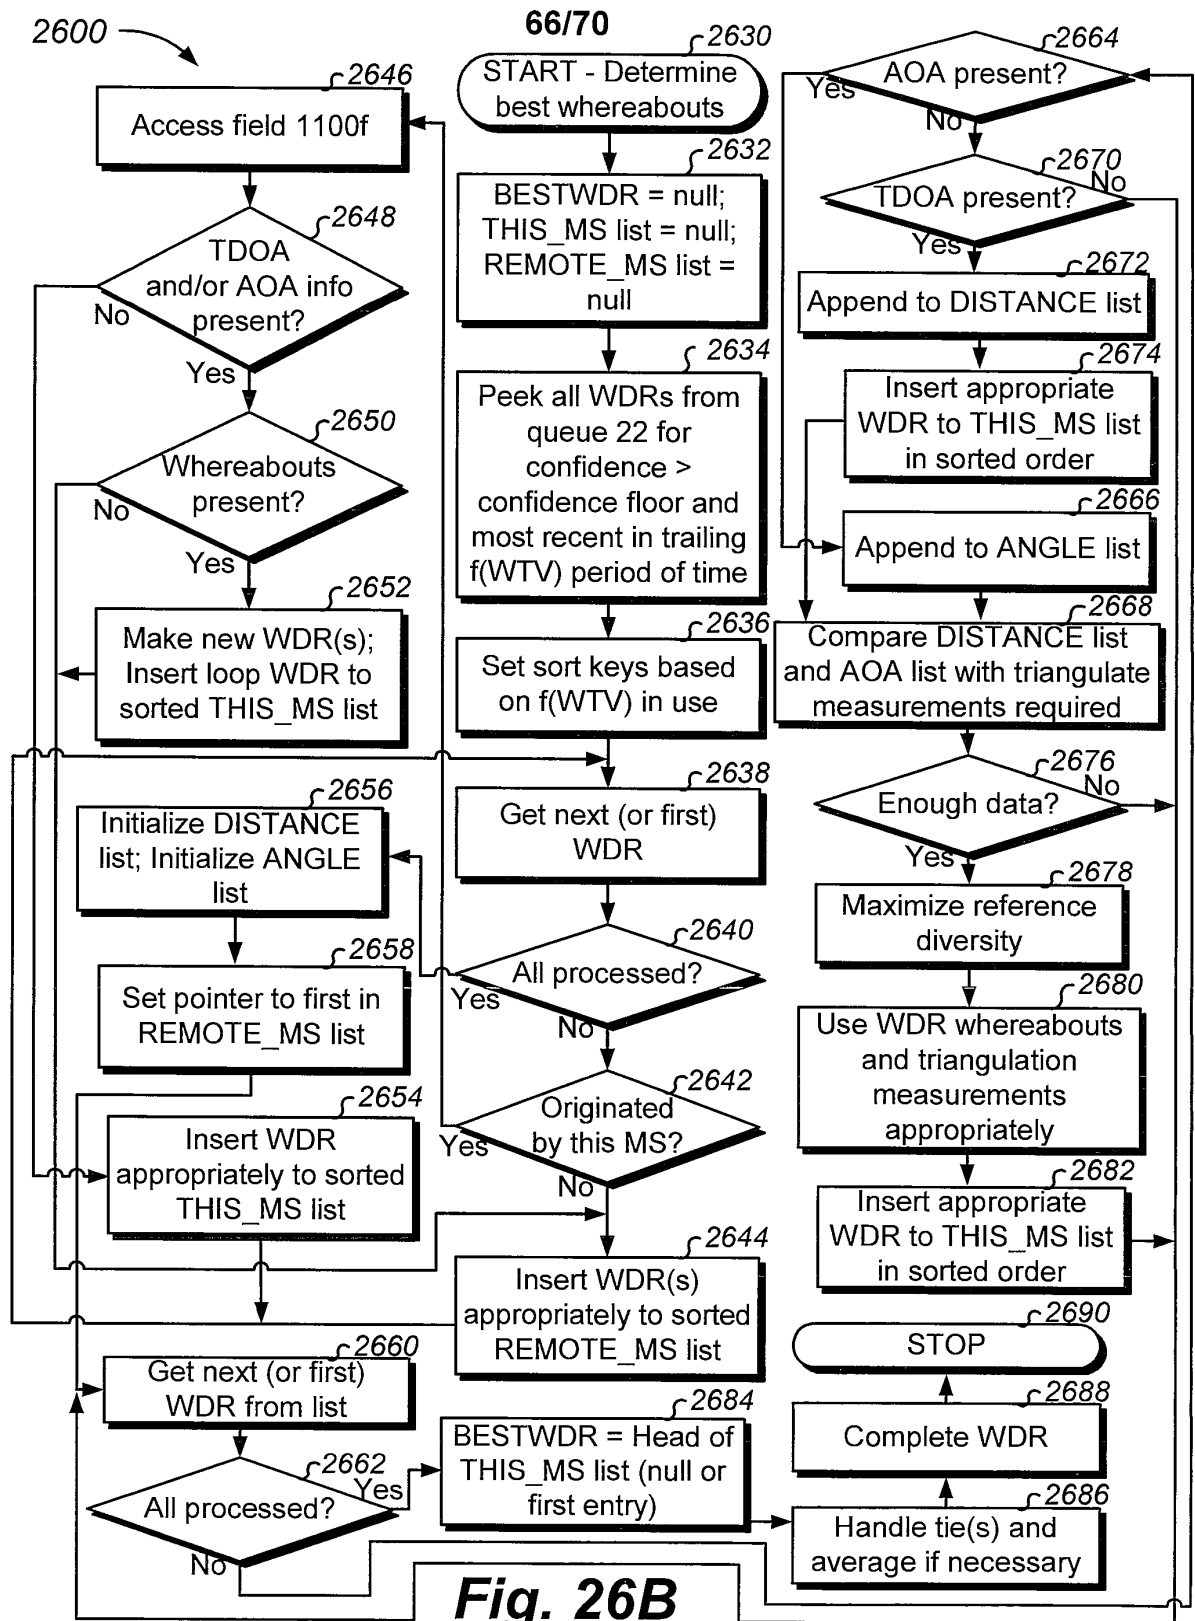 66/70
2600
2630
START - Determine
best whereabouts
2632
BESTWDR = null;
THIS_MS list = null;
REMOTE_MS list =
null
2634
Peek all WDRs from
queue 22 for
confidence >
confidence floor and
most recent in trailing
f(WTV) period of time
2636
Set sort keys based
on f(WTV) in use
2638
Get next (or first)
WDR
2640
All processed?
Yes
No
2642
Originated
by this MS?
Yes
No
2644
Insert WDR(s)
appropriately to sorted
REMOTE_MS list
2646
Access field 1100f
2648
TDOA
and/or AOA info
present?
No
Yes
2650
Whereabouts
present?
No
Yes
2652
Make new WDR(s);
Insert loop WDR to
sorted THIS_MS list
2656
Initialize DISTANCE
list; Initialize ANGLE
list
2658
Set pointer to first in
REMOTE_MS list
2654
Insert WDR
appropriately to sorted
THIS_MS list
2660
Get next (or first)
WDR from list
2662
All processed?
Yes
No
2664
AOA present?
Yes
No
2670
TDOA present?
No
Yes
2672
Append to DISTANCE list
2674
Insert appropriate
WDR to THIS_MS list
in sorted order
2666
Append to ANGLE list
2668
Compare DISTANCE list
and AOA list with triangulate
measurements required
2676
Enough data?
No
Yes
2678
Maximize reference
diversity
2680
Use WDR whereabouts
and triangulation
measurements
appropriately
2682
Insert appropriate
WDR to THIS_MS list
in sorted order
2684
BESTWDR = Head of
THIS_MS list (null or
first entry)
2686
Handle tie(s) and
average if necessary
2688
Complete WDR
2690
STOP
Fig. 26B